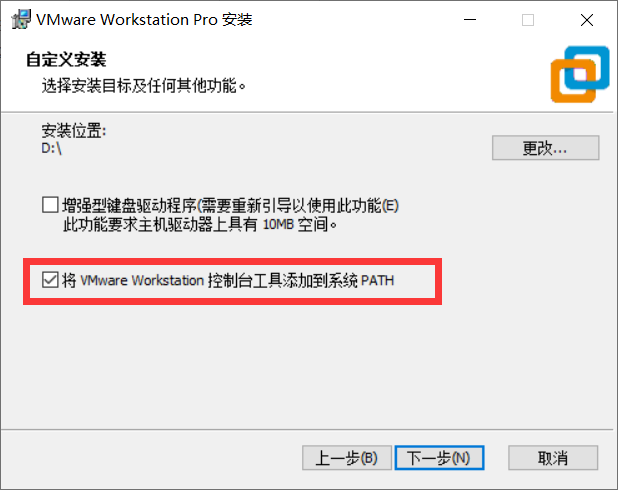 VMware Workstation Pro 安装
自定义安装
选择安装目标及任何其他功能。
安装位置:
D:\
更改...
增强型键盘驱动程序(需要重新引导以使用此功能(E)
此功能要求主机驱动器上具有 10MB 空间。
将 VMware Workstation 控制台工具添加到系统 PATH
上一步(B)
下一步(N)
取消